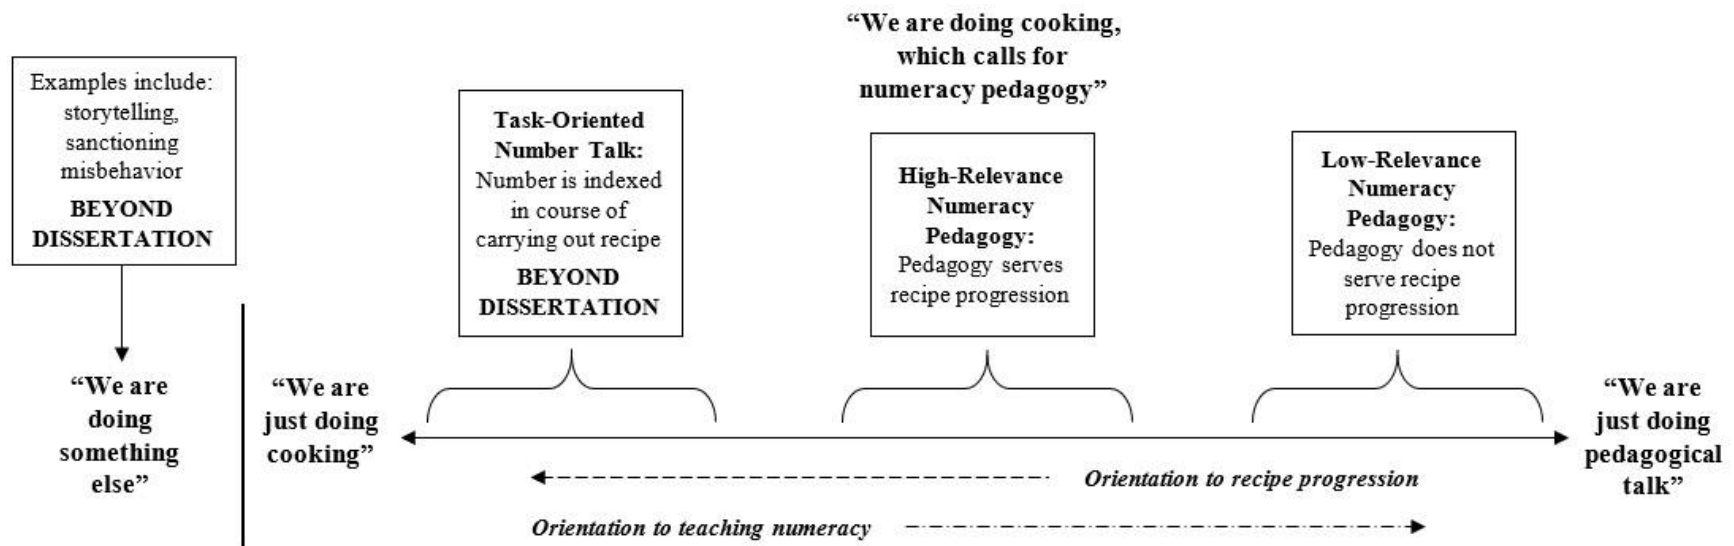 Examples include:
storytelling,
sanctioning
misbehavior
BEYOND
DISSERTATION
“We are
doing
something
else”
“We are
just doing
cooking”
Task-Oriented
Number Talk:
Number is indexed
in course of
carrying out recipe
BEYOND
DISSERTATION
“We are doing cooking,
which calls for
numeracy pedagogy”
High-Relevance
Numeracy
Pedagogy:
Pedagogy serves
recipe progression
Low-Relevance
Numeracy
Pedagogy:
Pedagogy does not
serve recipe
progression
“We are
just doing
pedagogical
talk”
Orientation to recipe progression
Orientation to teaching numeracy